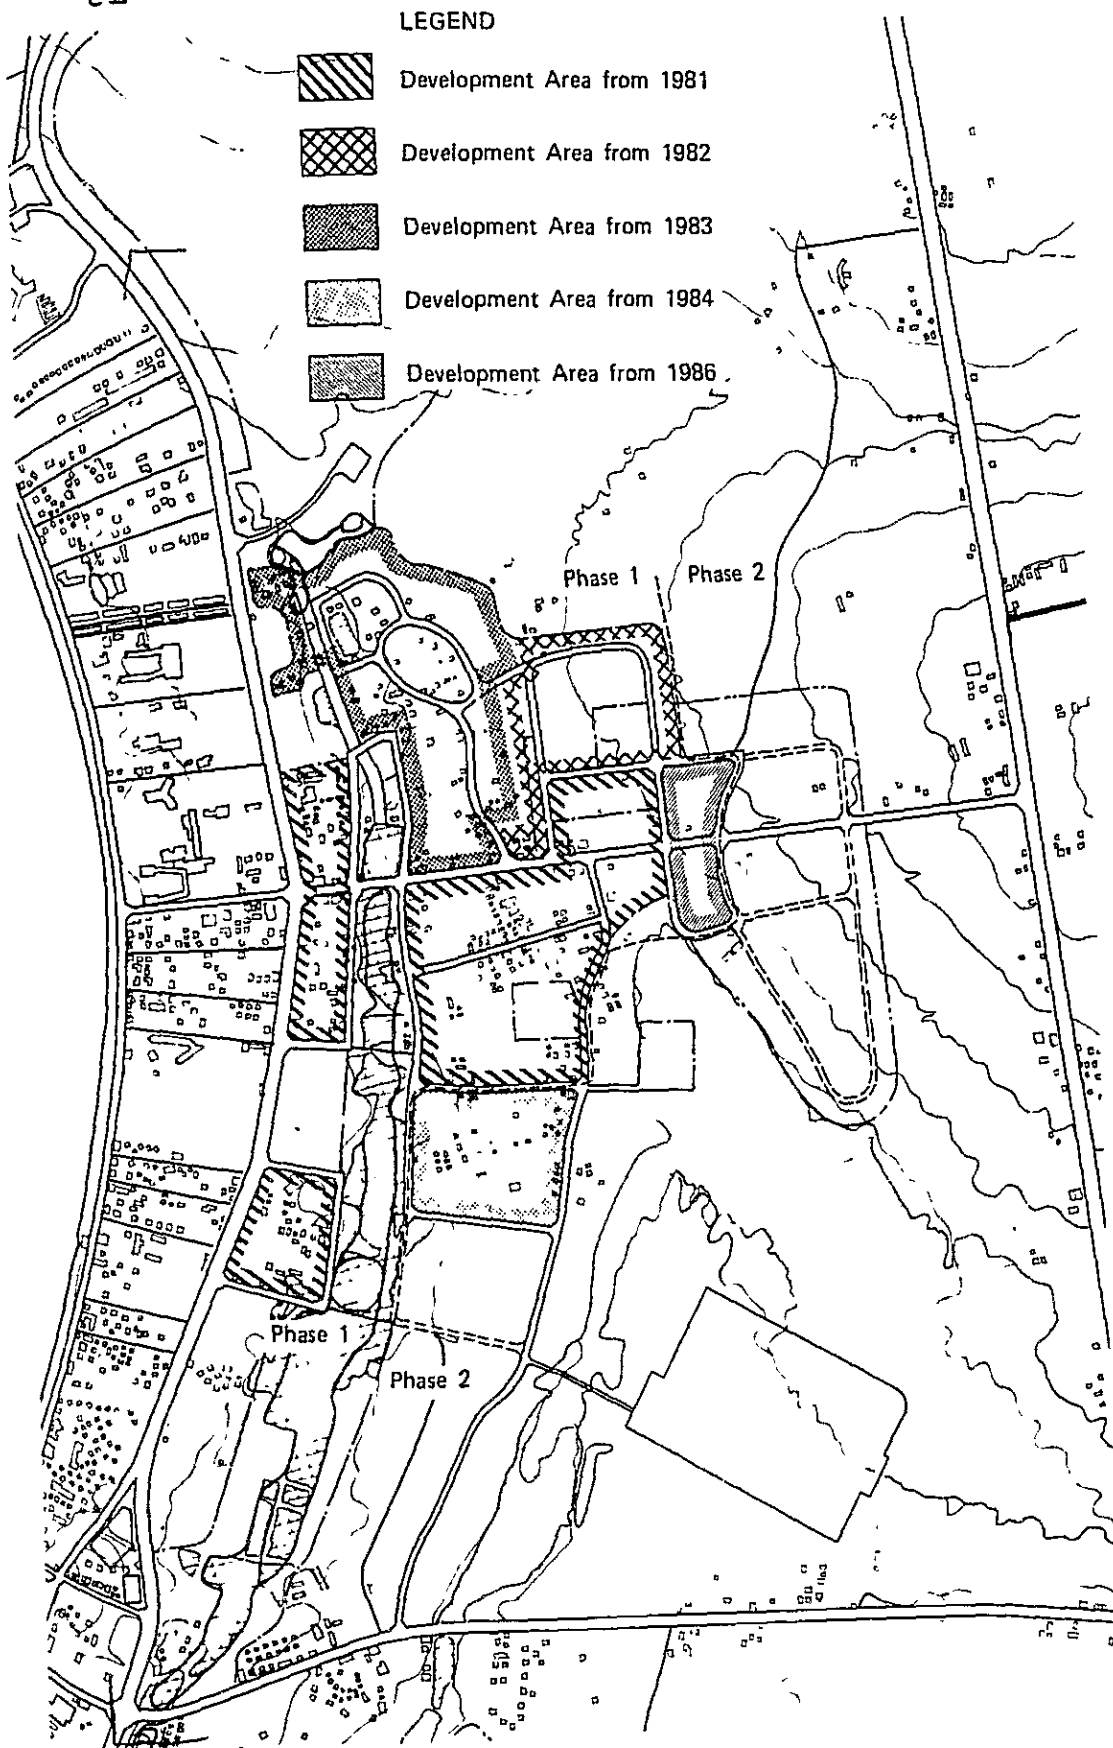 LEGEND
Development Area from 1981
Development Area from 1982
Development Area from 1983
Development Area from 1984
Development Area from 1986
Phase 1
Phase 2
Phase 1
Phase 2